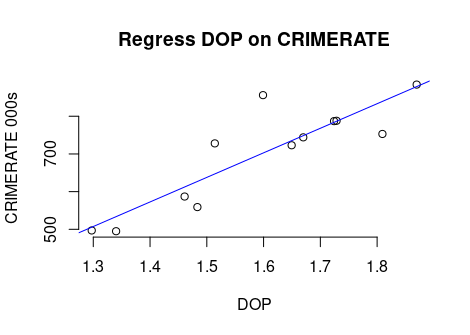 Regress DOP on CRIMERATE
CRIMERATE 000s
700
500
1.3 1.4 1.5 1.6 1.7 1.8
DOP